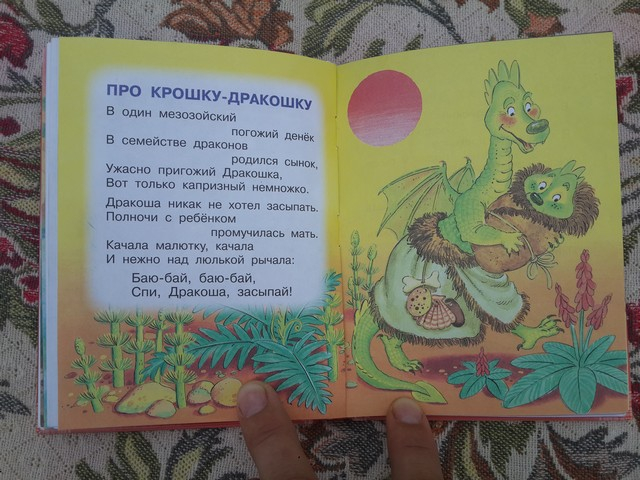 ПРО КРОШКУ-ДРАКОШКУ
В один мезозойский
погожий денёк
В семействе драконов
родился сынок,
Ужасно пригожий Дракошка,
Вот только капризный немножко.
Дракоша никак не хотел засыпать.
Полночи с ребёнком
промучилась мать.
Качала малютку, качала
И нежно над люлькой рычала:
Баю-бай, баю-бай,
Спи, Дракоша, засыпай!